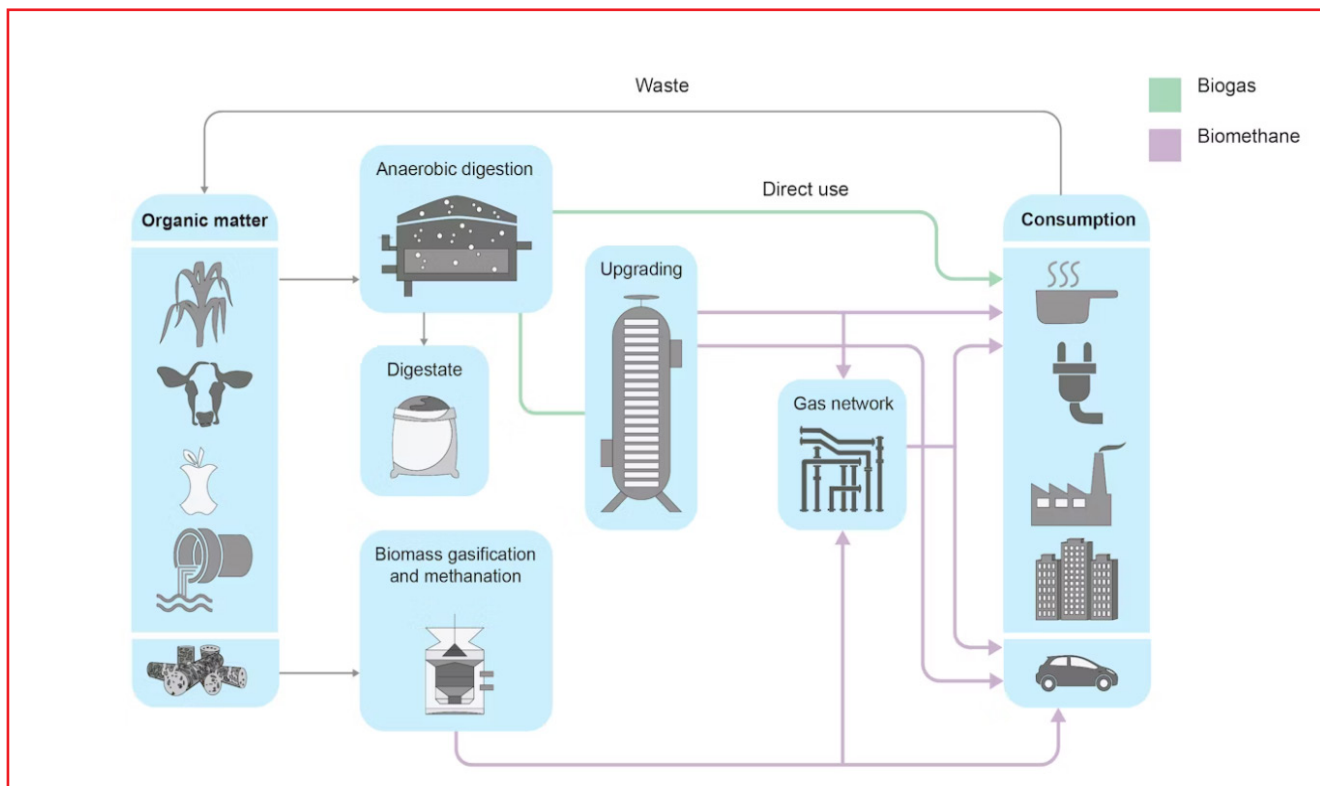 Waste
Biogas
Biomethane
Anaerobic digestion
Direct use
Organic matter
Consumption
Upgrading
Digestate
Gas network
Biomass gasification
and methanation